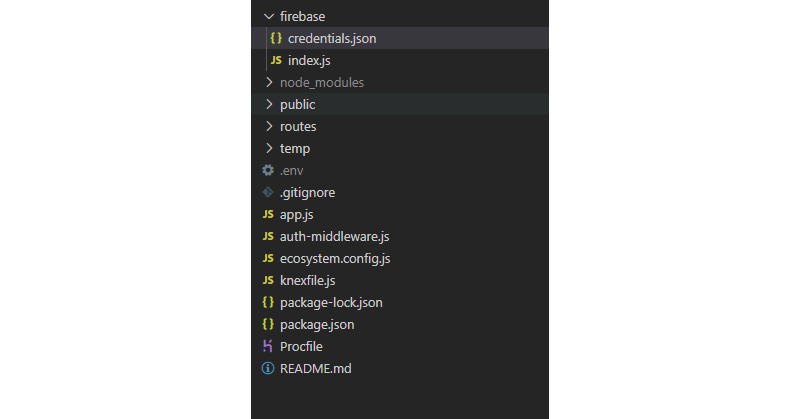 firebase
{} credentials.json
JS index.js
node_modules
public
routes
temp
.env
.gitignore
JS app.js
JS auth-middleware.js
JS ecosystem.config.js
JS knexfile.js
{} package-lock.json
{} package.json
Procfile
README.md